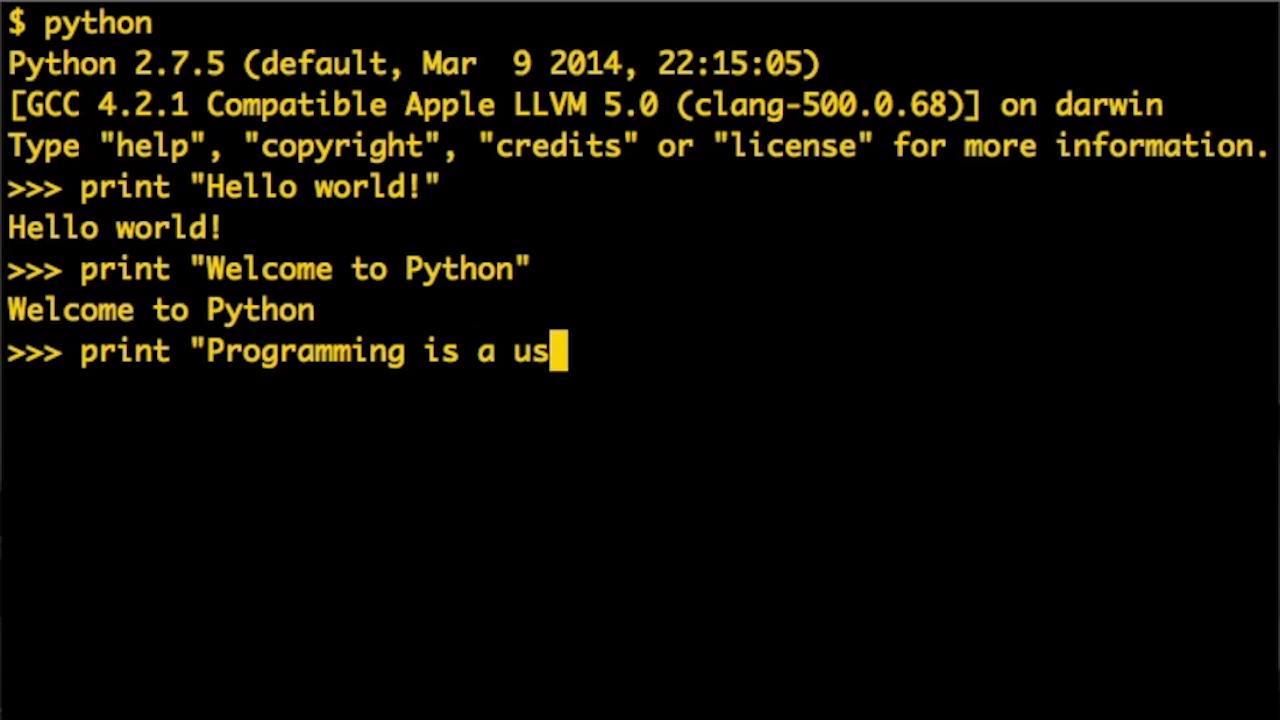 $ python
Python 2.7.5 (default, Mar  9 2014, 22:15:05)
[GCC 4.2.1 Compatible Apple LLVM 5.0 (clang-500.0.68)] on darwin
Type "help", "copyright", "credits" or "license" for more information.
>>> print "Hello world!"
Hello world!
>>> print "Welcome to Python"
Welcome to Python
>>> print "Programming is a us